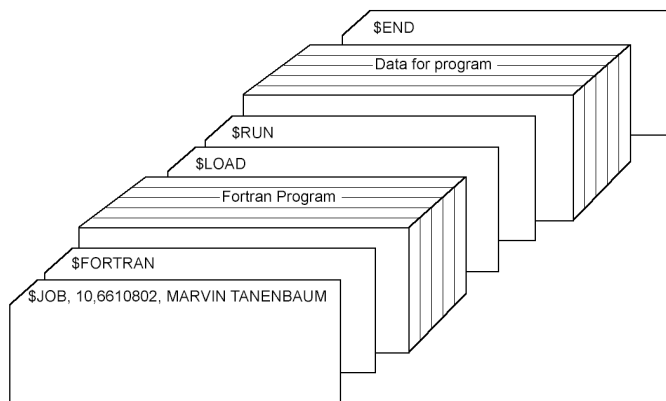 $END
Data for program
$RUN
$LOAD
Fortran Program
$FORTRAN
$JOB, 10,6610802, MARVIN TANENBAUM